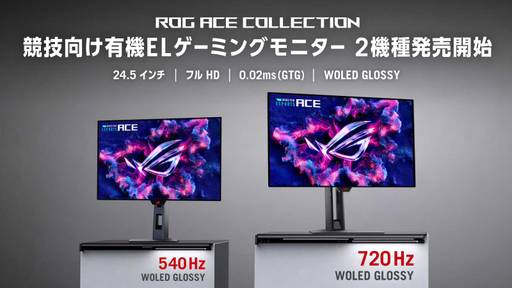 ROG ACE COLLECTION
競技向け有機ELゲーミングモニター 2機種発売開始
24.5 インチ | フル HD | 0.02ms(GTG) | WOLED GLOSSY
ACE
ACE
540Hz
WOLED GLOSSY
720Hz
WOLED GLOSSY